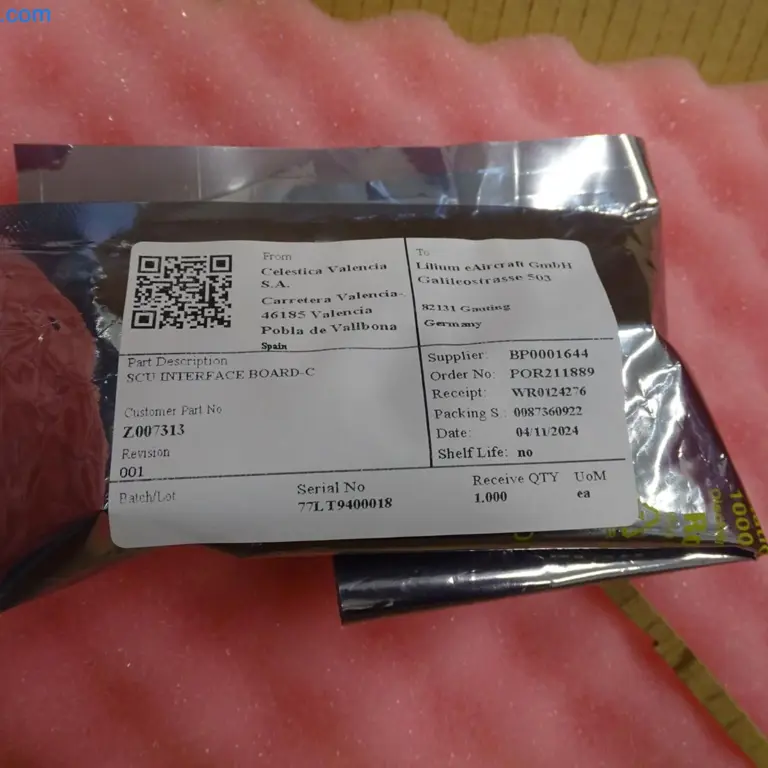 .com
From
Celestica Valencia
S.A.
Carretera Valencia-
46185 Valencia
Pobla de Vallbona
Spain
To
Lilium eAircraft GmbH
Galileostrasse 503
82131 Gauting
Germany
Part Description
SCU INTERFACE BOARD-C
Customer Part No
Z007313
Revision
001
Supplier: BP0001644
Order No: POR211889
Receipt: WR0124276
Packing S.: 0087360922
Date: 04/11/2024
Shelf Life: no
Batch/Lot
Serial No
77LT9400018
Receive QTY
1.000
UoM
ea
1000